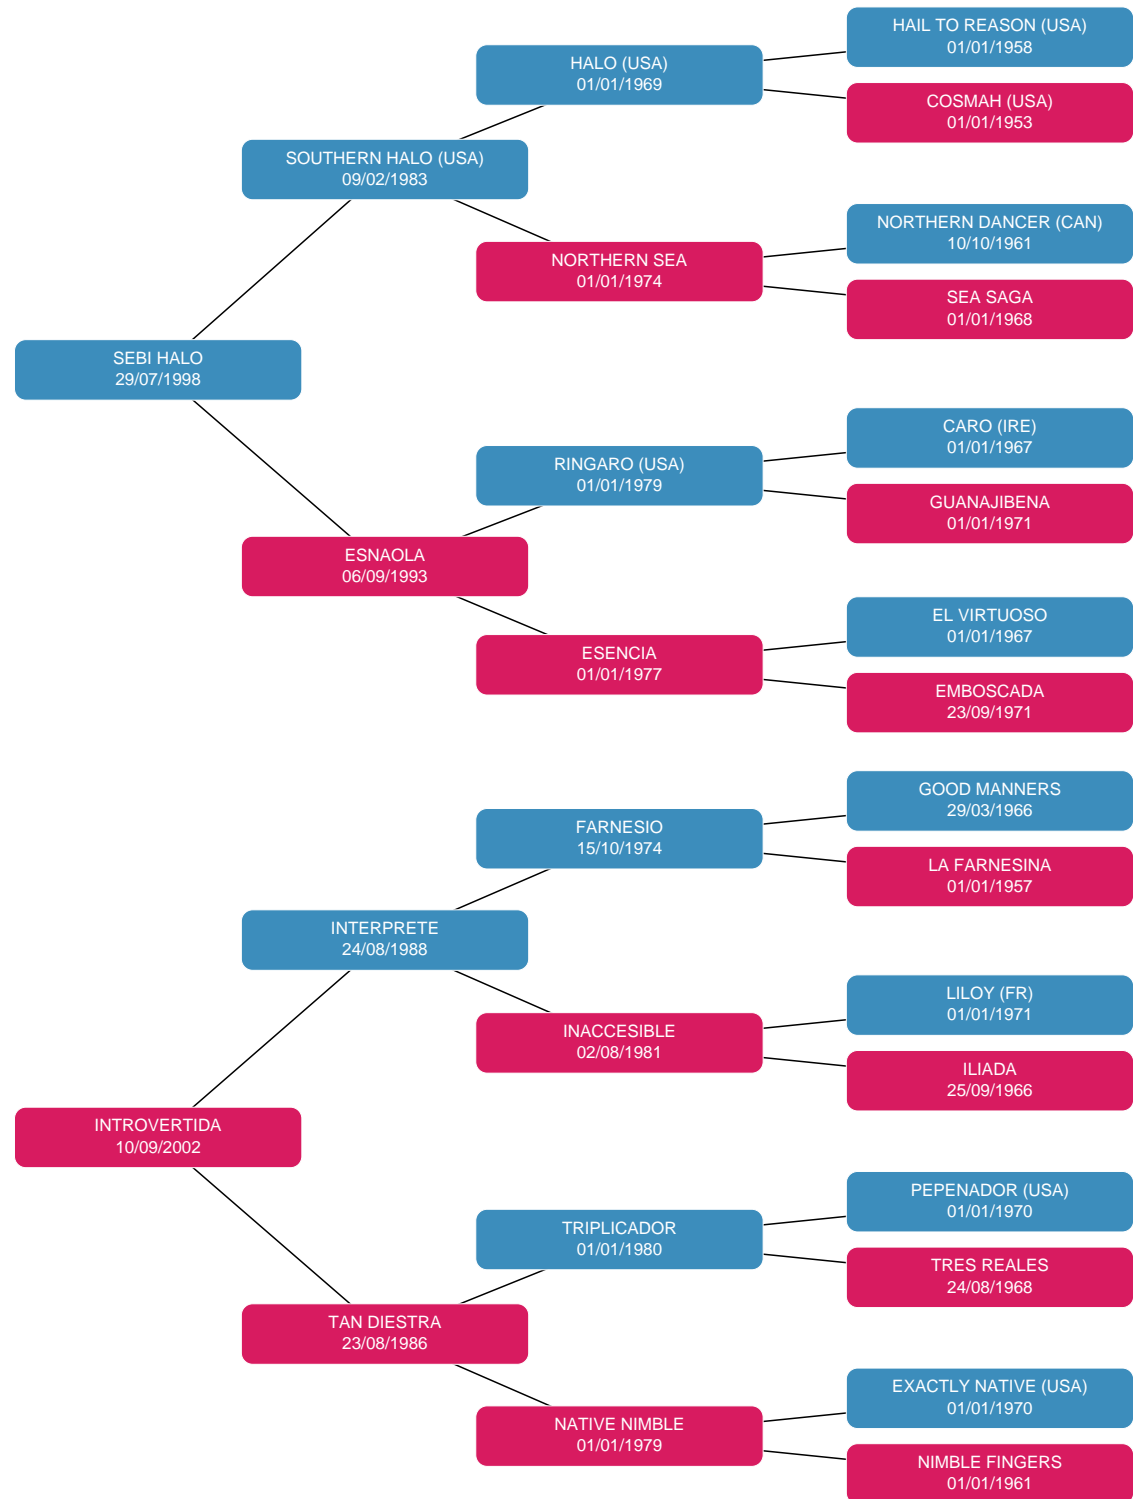 HAIL TO REASON (USA)
01/01/1958
HALO (USA)
01/01/1969
COSMAH (USA)
01/01/1953
SOUTHERN HALO (USA)
09/02/1983
NORTHERN DANCER (CAN)
10/10/1961
NORTHERN SEA
01/01/1974
SEA SAGA
01/01/1968
SEBI HALO
29/07/1998
CARO (IRE)
01/01/1967
RINGARO (USA)
01/01/1979
GUANAJIBENA
01/01/1971
ESNAOLA
06/09/1993
EL VIRTUOSO
01/01/1967
ESENCIA
01/01/1977
EMBOSCADA
23/09/1971
GOOD MANNERS
29/03/1966
FARNESIO
15/10/1974
LA FARNESINA
01/01/1957
INTERPRETE
24/08/1988
LILOY (FR)
01/01/1971
INACCESIBLE
02/08/1981
ILIADA
25/09/1966
INTROVERTIDA
10/09/2002
PEPENADOR (USA)
01/01/1970
TRIPLICADOR
01/01/1980
TRES REALES
24/08/1968
TAN DIESTRA
23/08/1986
EXACTLY NATIVE (USA)
01/01/1970
NATIVE NIMBLE
01/01/1979
NIMBLE FINGERS
01/01/1961